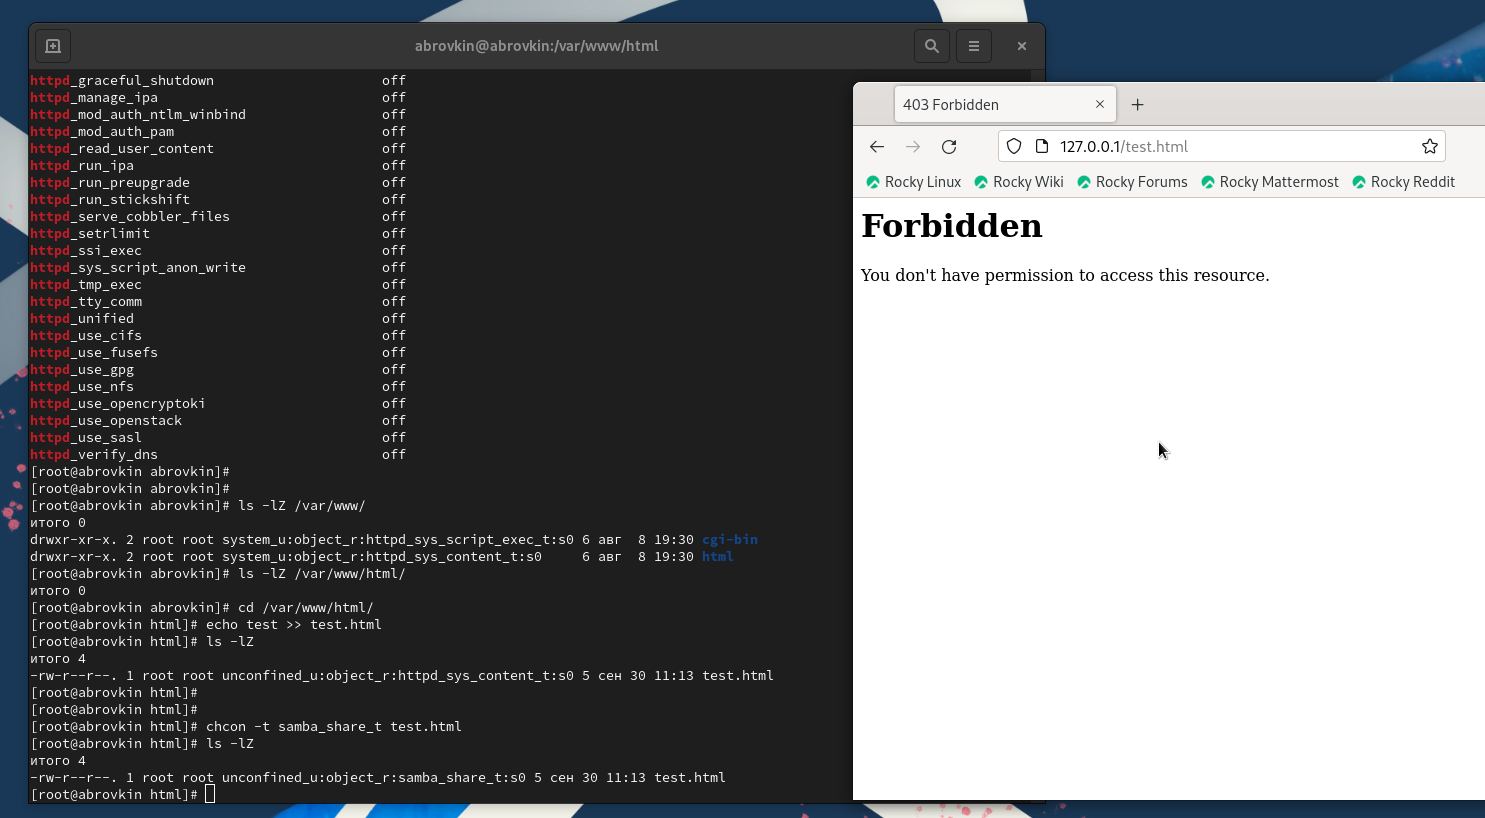 abrovkin@abrovkin:/var/www/html
httpd_graceful_shutdown off
httpd_manage_ipa off
httpd_mod_auth_ntlm_winbind off
httpd_mod_auth_pam off
httpd_read_user_content off
httpd_run_ipa off
httpd_run_preupgrade off
httpd_run_stickshift off
httpd_serve_cobbler_files off
httpd_setrlimit off
httpd_ssi_exec off
httpd_sys_script_anon_write off
httpd_tmp_exec off
httpd_tty_comm off
httpd_unified off
httpd_use_cifs off
httpd_use_fusefs off
httpd_use_gpg off
httpd_use_nfs off
httpd_use_opencryptoki off
httpd_use_openstack off
httpd_use_sasl off
httpd_verify_dns off
[root@abrovkin abrovkin]#
[root@abrovkin abrovkin]#
[root@abrovkin abrovkin]# ls -lZ /var/www/
итого 0
drwxr-xr-x. 2 root root system_u:object_r:httpd_sys_script_exec_t:s0 6 авг  8 19:30 cgi-bin
drwxr-xr-x. 2 root root system_u:object_r:httpd_sys_content_t:s0     6 авг  8 19:30 html
[root@abrovkin abrovkin]# ls -lZ /var/www/html/
итого 0
[root@abrovkin abrovkin]# cd /var/www/html/
[root@abrovkin html]# echo test >> test.html
[root@abrovkin html]# ls -lZ
итого 4
-rw-r--r--. 1 root root unconfined_u:object_r:httpd_sys_content_t:s0 5 сен 30 11:13 test.html
[root@abrovkin html]#
[root@abrovkin html]#
[root@abrovkin html]# chcon -t samba_share_t test.html
[root@abrovkin html]# ls -lZ
итого 4
-rw-r--r--. 1 root root unconfined_u:object_r:samba_share_t:s0 5 сен 30 11:13 test.html
[root@abrovkin html]#
403 Forbidden
127.0.0.1/test.html
Rocky Linux Rocky Wiki Rocky Forums Rocky Mattermost Rocky Reddit
Forbidden
You don't have permission to access this resource.